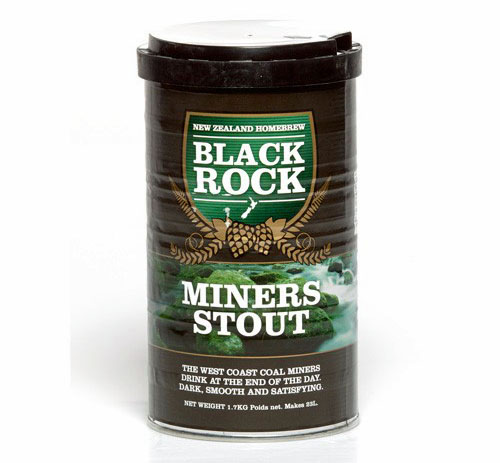 NEW ZEALAND HOMEBREW
BLACK
ROCK
MINERS
STOUT
THE WEST COAST COAL MINERS
DRINK AT THE END OF THE DAY.
DARK, SMOOTH AND SATISFYING.
NET WEIGHT 1.7KG Poids net. Makes 23L.